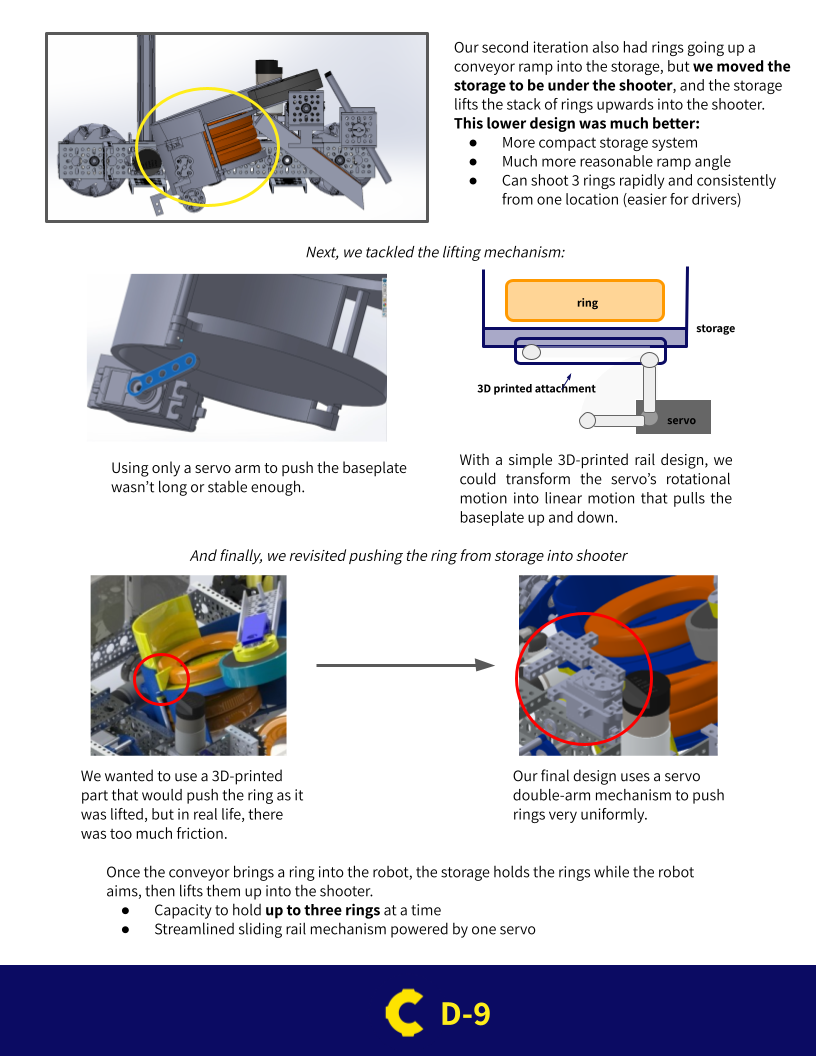 Our second iteration also had rings going up a
conveyor ramp into the storage, but we moved the
storage to be under the shooter, and the storage
lifts the stack of rings upwards into the shooter.
This lower design was much better:
● More compact storage system
● Much more reasonable ramp angle
● Can shoot 3 rings rapidly and consistently
from one location (easier for drivers)
Next, we tackled the lifting mechanism:
ring
storage
3D printed attachment
servo
Using only a servo arm to push the baseplate
wasn’t long or stable enough.
With a simple 3D-printed rail design, we
could transform the servo’s rotational
motion into linear motion that pulls the
baseplate up and down.
And finally, we revisited pushing the ring from storage into shooter
We wanted to use a 3D-printed
part that would push the ring as it
was lifted, but in real life, there
was too much friction.
Our final design uses a servo
double-arm mechanism to push
rings very uniformly.
Once the conveyor brings a ring into the robot, the storage holds the rings while the robot
aims, then lifts them up into the shooter.
● Capacity to hold up to three rings at a time
● Streamlined sliding rail mechanism powered by one servo
D-9